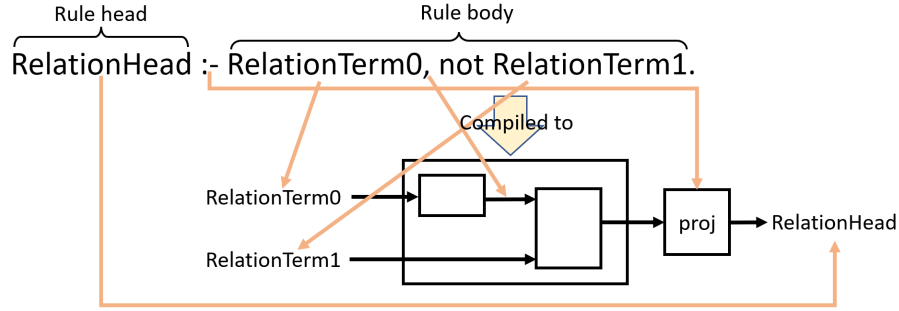 Rule head
Rule body
RelationHead :- RelationTerm0, not RelationTerm1.
Compiled to
RelationTerm0
proj
RelationHead
RelationTerm1